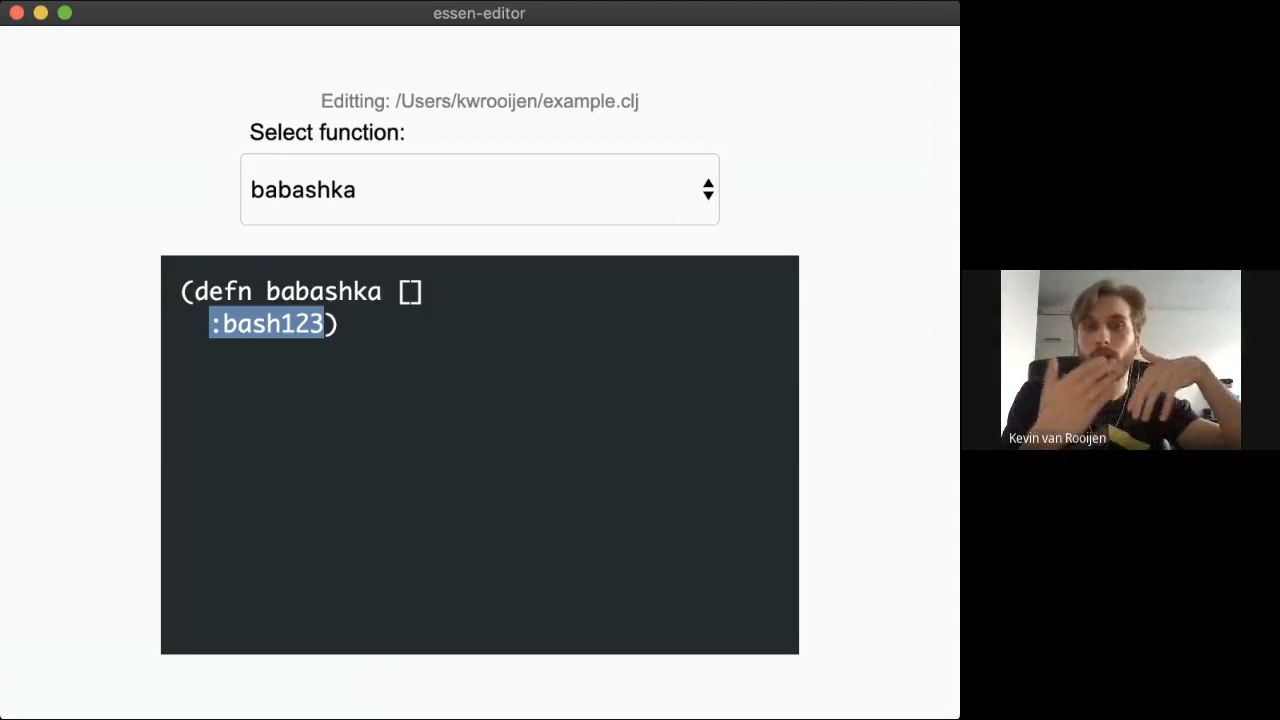 essen-editor
Editting: /Users/kwrooijen/example.clj
Select function:
babashka
(defn babashka []
:bash123)
Kevin van Rooijen